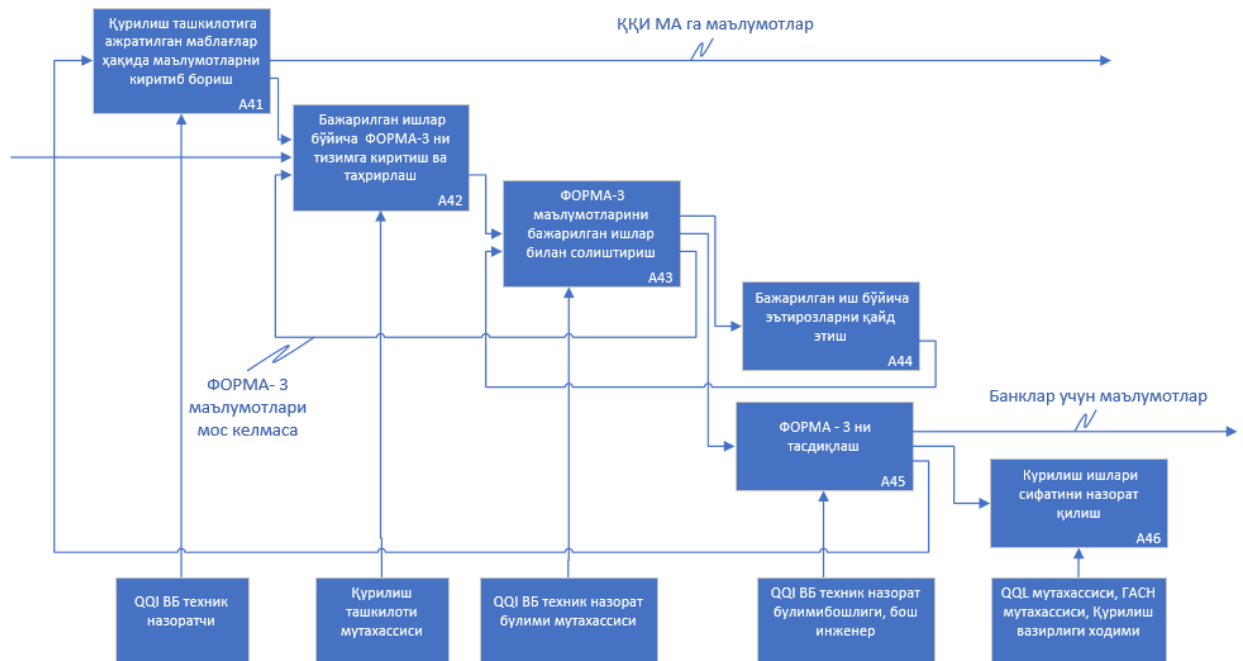 Қурилиш ташкилотига
ажратилган маблағлар
ҳақида маълумотларни
киритиб бориш
A41
ҚҚИ МА га маълумотлар
Бажарилган ишлар
бўйича ФОРМА-3 ни
тизимга киритиш ва
таҳрирлаш
A42
ФОРМА-3
маълумотларини
бажарилган ишлар
билан солиштириш
A43
Бажарилган иш бўйича
эътирозларни қайд
этиш
A44
ФОРМА- 3
маълумотлари
мос келмаса
Банклар учун маълумотлар
ФОРМА - 3 ни
тасдиқлаш
A45
Курилиш ишлари
сифатини назорат
қилиш
A46
QQI ВБ техник
назоратчи
Қурилиш
ташкилоти
мутахассиси
QQI ВБ техник назорат
булими мутахассиси
QQI ВБ техник назорат
булимибошлиги, бош
инженер
QQL мутахассиси, ГАСН
мутахассиси, Қурилиш
вазирлиги ходими